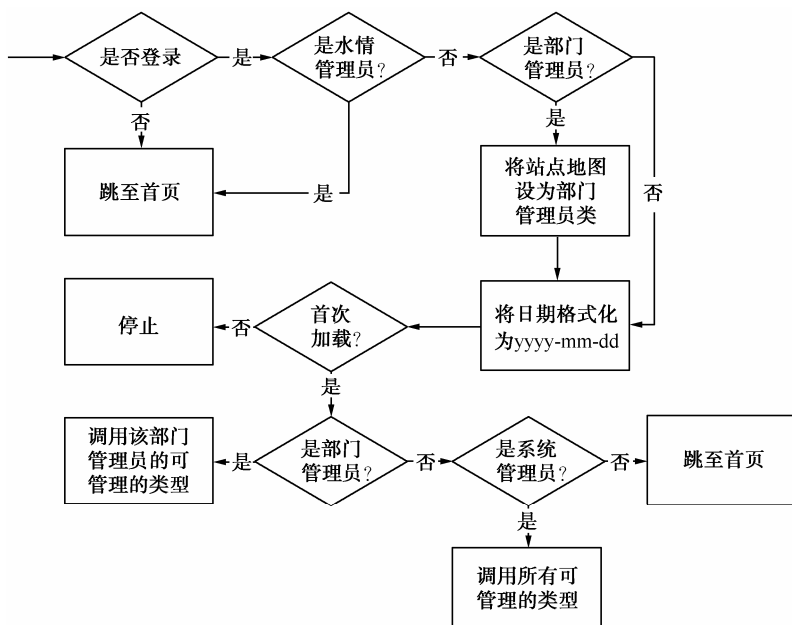 是否登录
是
是水情
管理员?
否
是部门
管理员?
否
是
跳至首页
是
将站点地图
设为部门
管理员类
否
停止
否
首次
加载?
将日期格式化
为yyyy-mm-dd
是
调用该部门
管理员的可
管理的类型
是
是部门
管理员?
否
是系统
管理员?
否
跳至首页
是
调用所有可
管理的类型